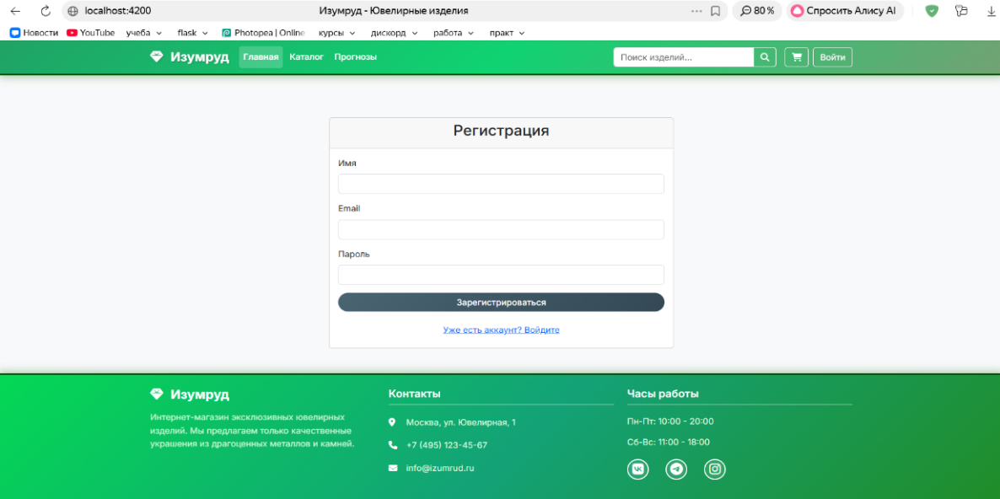 localhost:4200 Изумруд - Ювелирные изделия 80 % Спросить Алису AI
Новости YouTube учеба flask Photopea | Online курсы дискорд работа практ
Изумруд Главная Каталог Прогнозы Поиск изделий... Войти
Регистрация
Имя
Email
Пароль
Зарегистрироваться
Уже есть аккаунт? Войдите
Изумруд
Интернет-магазин эксклюзивных ювелирных
изделий. Мы предлагаем только качественные
украшения из драгоценных металлов и камней.
Контакты
Москва, ул. Ювелирная, 1
+7 (495) 123-45-67
info@izumrud.ru
Часы работы
Пн-Пт: 10:00 - 20:00
Сб-Вс: 11:00 - 18:00